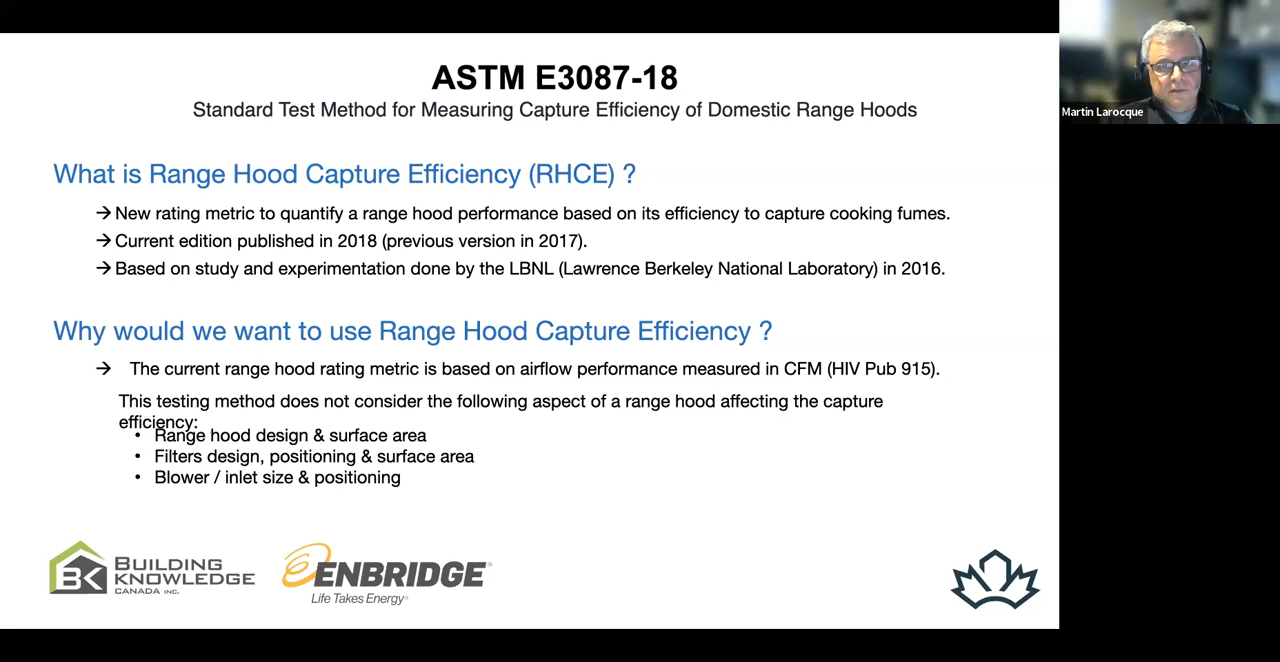 ASTM E3087-18
Standard Test Method for Measuring Capture Efficiency of Domestic Range Hoods
Martin Larocque
What is Range Hood Capture Efficiency (RHCE) ?
→ New rating metric to quantify a range hood performance based on its efficiency to capture cooking fumes.
→ Current edition published in 2018 (previous version in 2017).
→ Based on study and experimentation done by the LBNL (Lawrence Berkeley National Laboratory) in 2016.
Why would we want to use Range Hood Capture Efficiency ?
→ The current range hood rating metric is based on airflow performance measured in CFM (HIV Pub 915).
This testing method does not consider the following aspect of a range hood affecting the capture
efficiency:
• Range hood design & surface area
• Filters design, positioning & surface area
• Blower / inlet size & positioning
BK
BUILDING
KNOWLEDGE
CANADA INC.
ENBRIDGE®
Life Takes Energy®